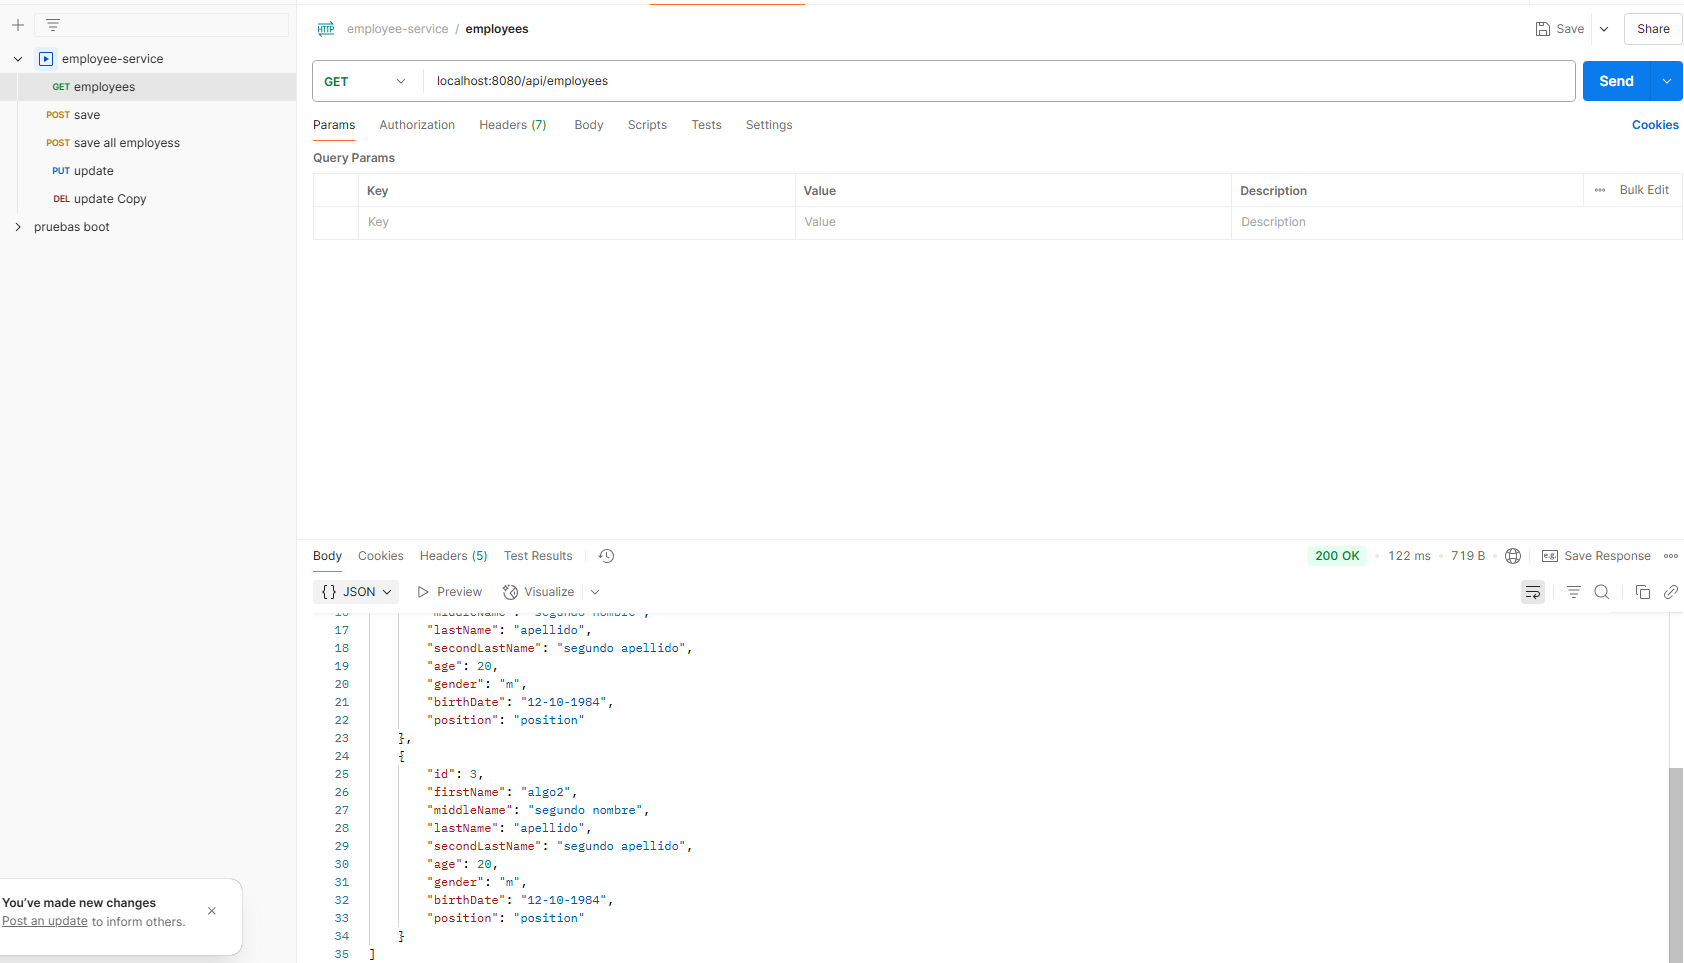 employee-service
GET employees
POST save
POST save all employess
PUT update
DEL update Copy
pruebas boot
You've made new changes
Post an update to inform others.
HTTP employee-service / employees
Save
Share
GET
localhost:8080/api/employees
Send
Params Authorization Headers (7) Body Scripts Tests Settings
Cookies
Query Params
Key Value Description ••• Bulk Edit
Key Value Description
Body Cookies Headers (5) Test Results
200 OK • 122 ms • 719 B • e.g. Save Response •••
{} JSON Preview Visualize
16 "middleName": "segundo nombre",
17 "lastName": "apellido",
18 "secondLastName": "segundo apellido",
19 "age": 20,
20 "gender": "m",
21 "birthDate": "12-10-1984",
22 "position": "position"
23 },
24 {
25 "id": 3,
26 "firstName": "algo2",
27 "middleName": "segundo nombre",
28 "lastName": "apellido",
29 "secondLastName": "segundo apellido",
30 "age": 20,
31 "gender": "m",
32 "birthDate": "12-10-1984",
33 "position": "position"
34 }
35 ]